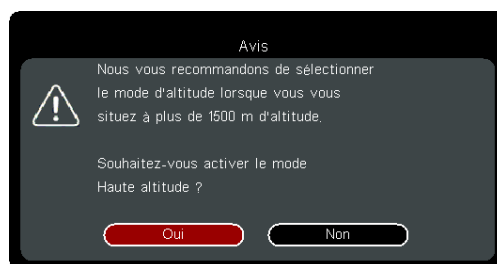 Avis
Nous vous recommandons de sélectionner
le mode d'altitude lorsque vous vous
situez à plus de 1500 m d'altitude.
Souhaitez-vous activer le mode
Haute altitude ?
Oui
Non